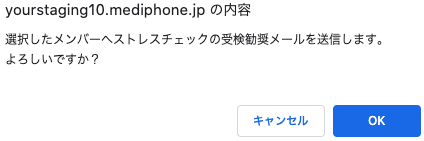 yourstaging10.mediphone.jp の内容
選択したメンバーへストレスチェックの受検勧奨メールを送信します。
よろしいですか？
キャンセル
OK